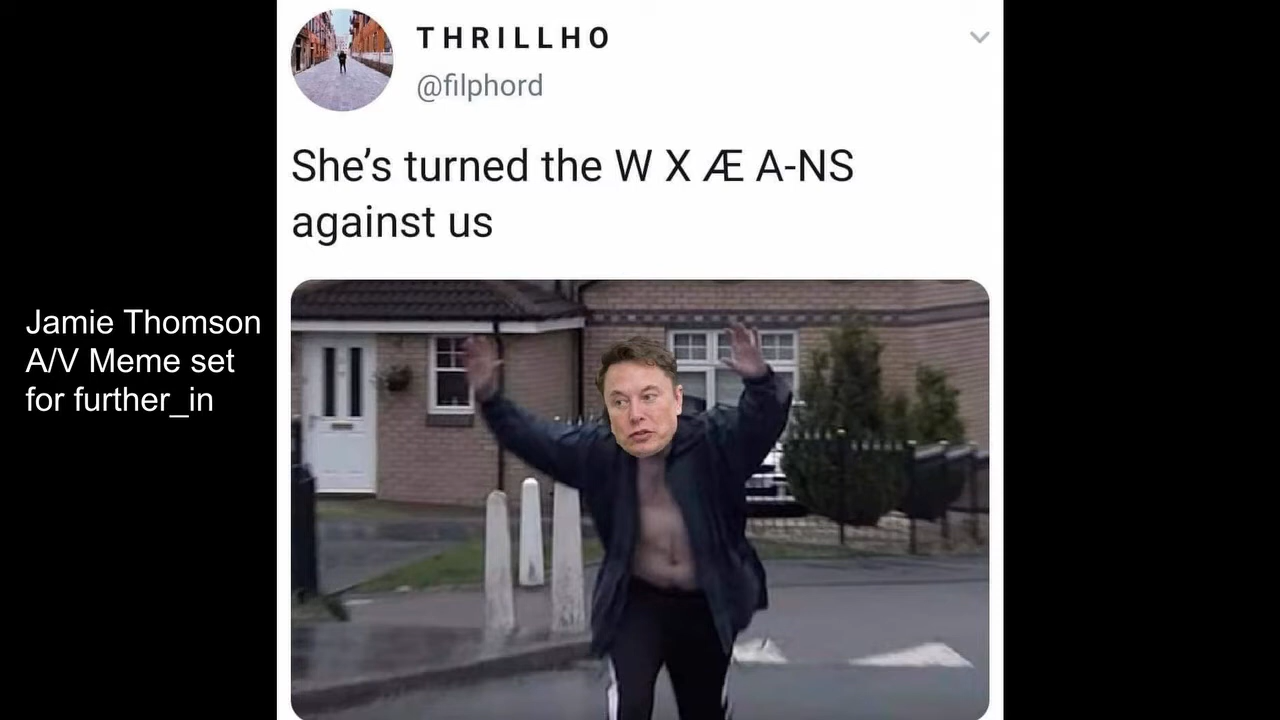 THRILLHO
@filphord
She’s turned the W X Æ A-NS
against us
Jamie Thomson
A/V Meme set
for further_in